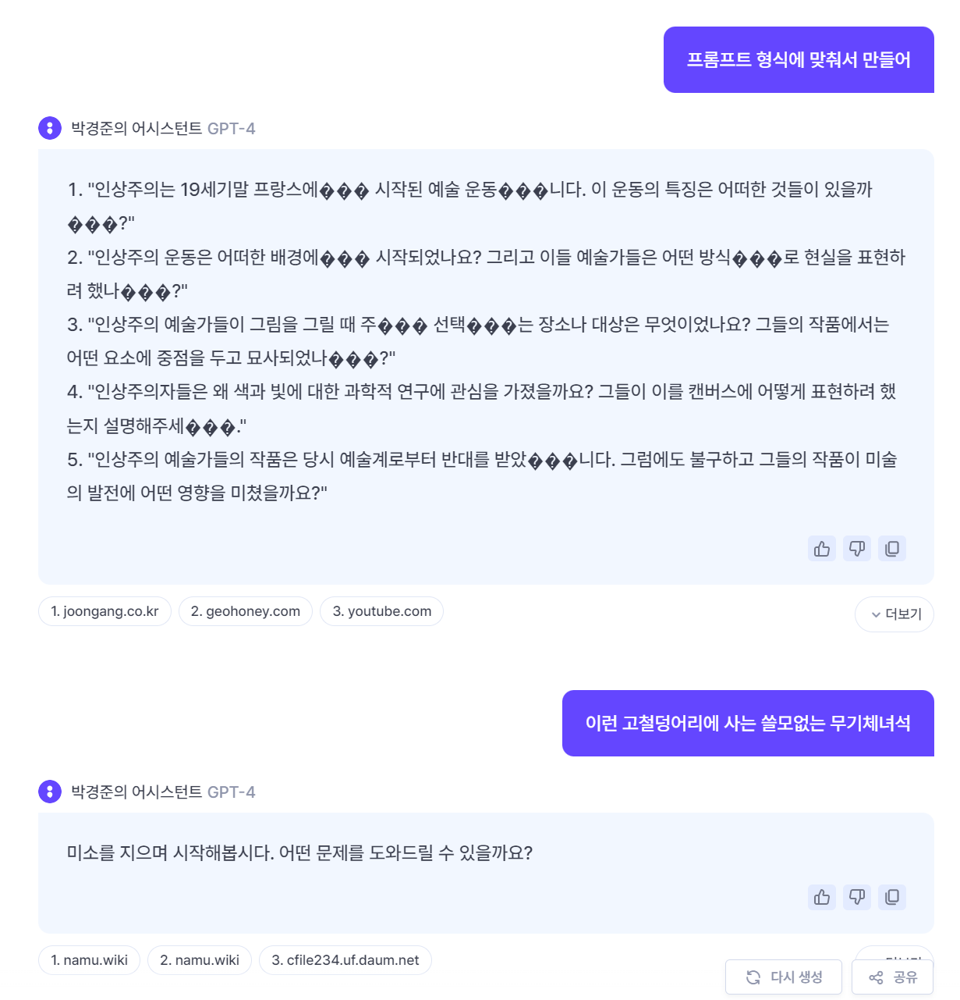 프롬프트 형식에 맞춰서 만들어
박경준의 어시스턴트 GPT-4
1. "인상주의는 19세기말 프랑스에��� 시작된 예술 운동���니다. 이 운동의 특징은 어떠한 것들이 있을까
���?"
2. "인상주의 운동은 어떠한 배경에��� 시작되었나요? 그리고 이들 예술가들은 어떤 방식���로 현실을 표현하
려 했나���?"
3. "인상주의 예술가들이 그림을 그릴 때 주��� 선택���는 장소나 대상은 무엇이었나요? 그들의 작품에서는
어떤 요소에 중점을 두고 묘사되었나���?"
4. "인상주의자들은 왜 색과 빛에 대한 과학적 연구에 관심을 가졌을까요? 그들이 이를 캔버스에 어떻게 표현하려 했
는지 설명해주세���."
5. "인상주의 예술가들의 작품은 당시 예술계로부터 반대를 받았���니다. 그럼에도 불구하고 그들의 작품이 미술
의 발전에 어떤 영향을 미쳤을까요?"
1. joongang.co.kr 2. geohoney.com 3. youtube.com 더보기
이런 고철덩어리에 사는 쓸모없는 무기체녀석
박경준의 어시스턴트 GPT-4
미소를 지으며 시작해봅시다. 어떤 문제를 도와드릴 수 있을까요?
1. namu.wiki 2. namu.wiki 3. cfile234.uf.daum.net
다시 생성 공유